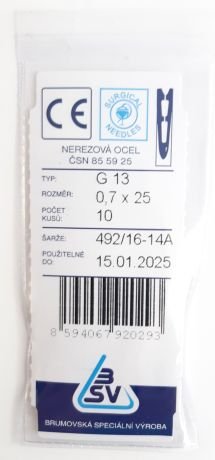 CE
SURGICAL
NEEDLES
NEREZOVÁ OCEL
ČSN 85 59 25
TYP: G 13
ROZMĚR: 0,7 x 25
POČET KUSŮ: 10
ŠARŽE: 492/16-14A
POUŽITELNÉ DO: 15.01.2025
8 594067 920293
BSV
BRUMOVSKÁ SPECIÁLNÍ VÝROBA